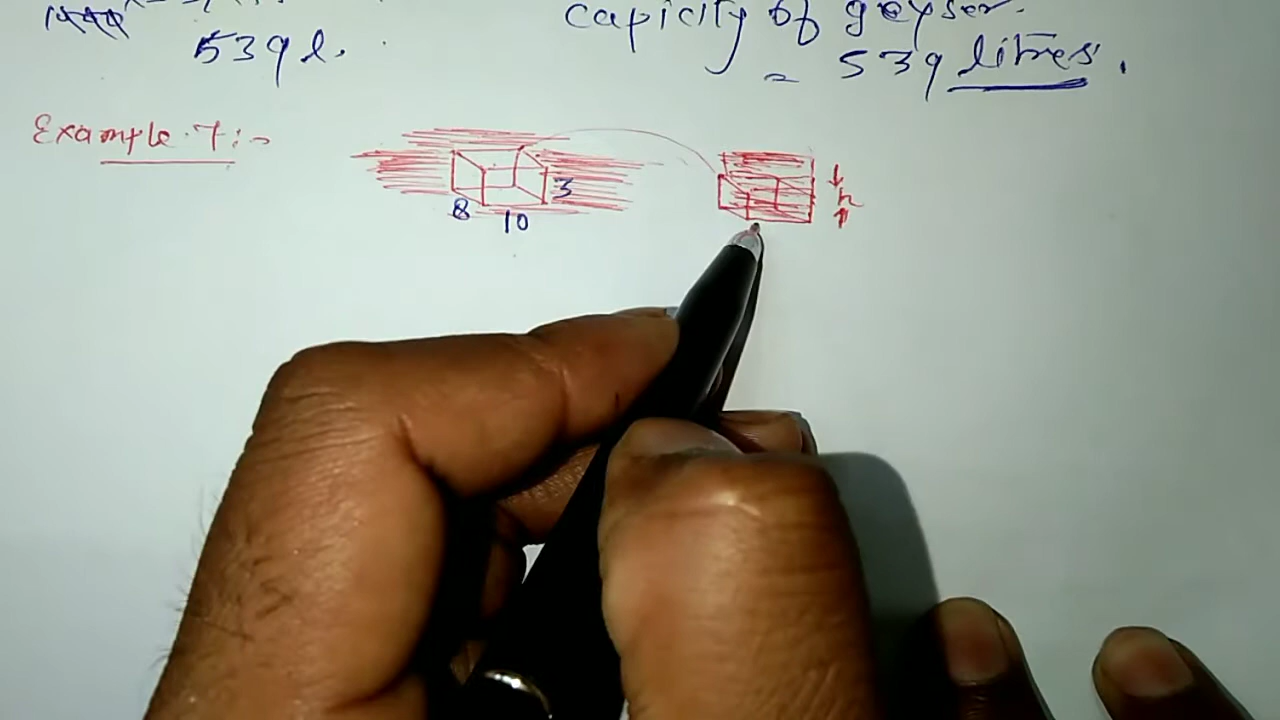 capicity of geyser.
539 l.
= 539 litres.
Example.7:-
3
8
10
h